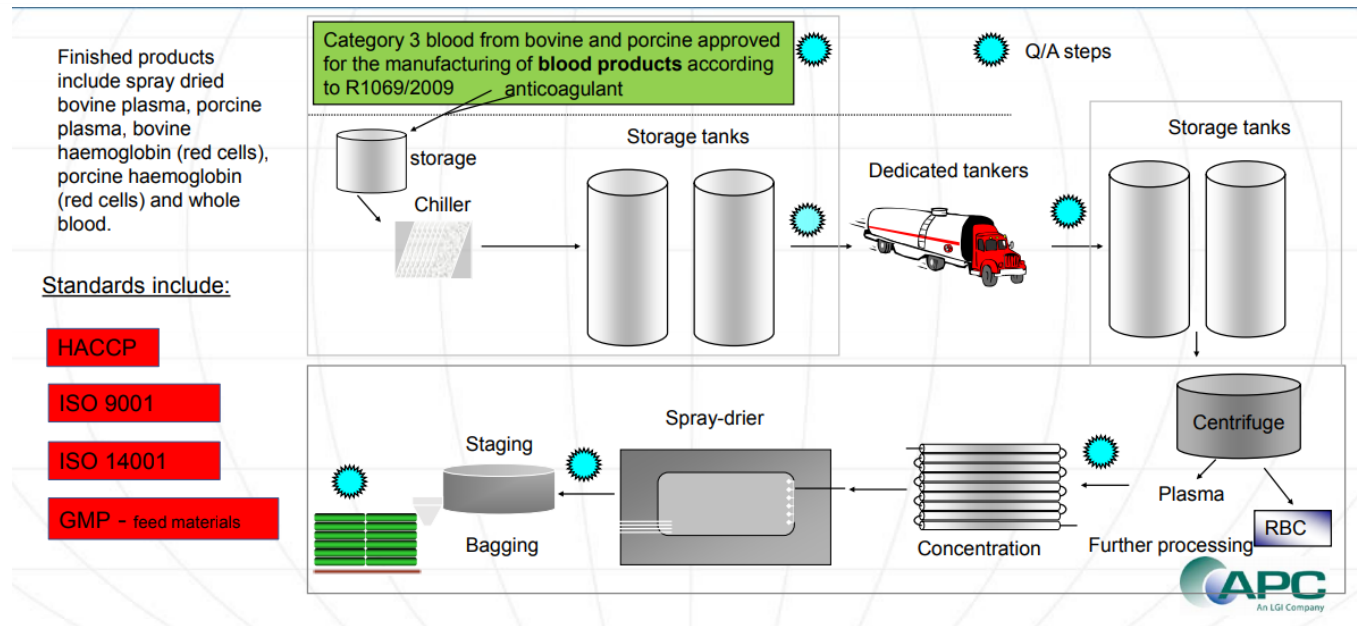 Finished products
include spray dried
bovine plasma, porcine
plasma, bovine
haemoglobin (red cells),
porcine haemoglobin
(red cells) and whole
blood.
Standards include:
HACCP
ISO 9001
ISO 14001
GMP - feed materials
Category 3 blood from bovine and porcine approved
for the manufacturing of blood products according
to R1069/2009
anticoagulant
Q/A steps
storage
Chiller
Storage tanks
Dedicated tankers
Storage tanks
Centrifuge
Plasma
RBC
Further processing
Concentration
Spray-drier
Staging
Bagging
APC
An LGI Company